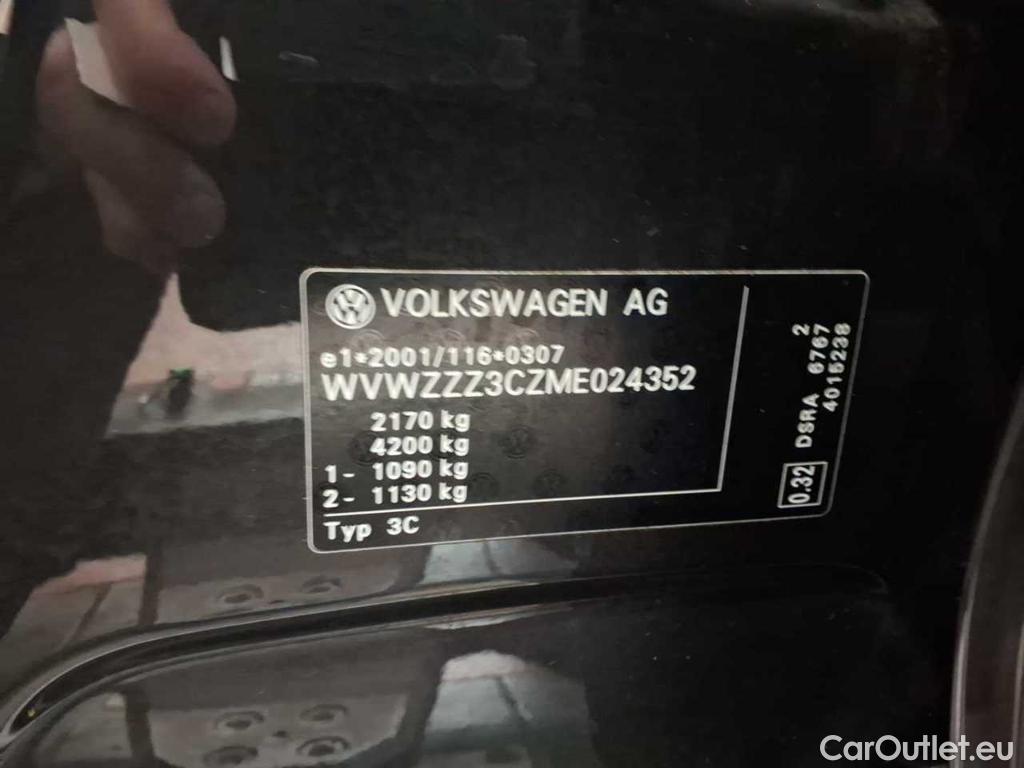 VOLKSWAGEN AG
e1*2001/116*0307
WVWZZZ3CZME024352
2170 kg
4200 kg
1- 1090 kg
2- 1130 kg
Typ 3C
0.32
DSRA 6767 2
4015238
CarOutlet.eu